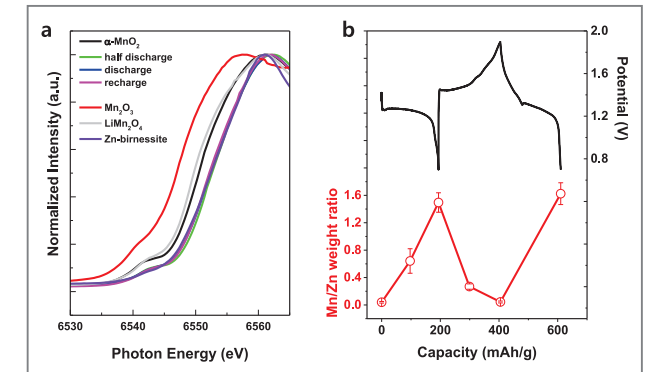 a
α-MnO₂
half discharge
discharge
recharge
Mn₂O₃
LiMn₂O₄
Zn-birnessite
Normalized Intensity (a.u.)
6530 6540 6550 6560
Photon Energy (eV)
b
2.0
1.6
1.2
0.8
Potential (V)
1.6
1.2
0.8
0.4
0.0
Mn/Zn weight ratio
0 200 400 600
Capacity (mAh/g)